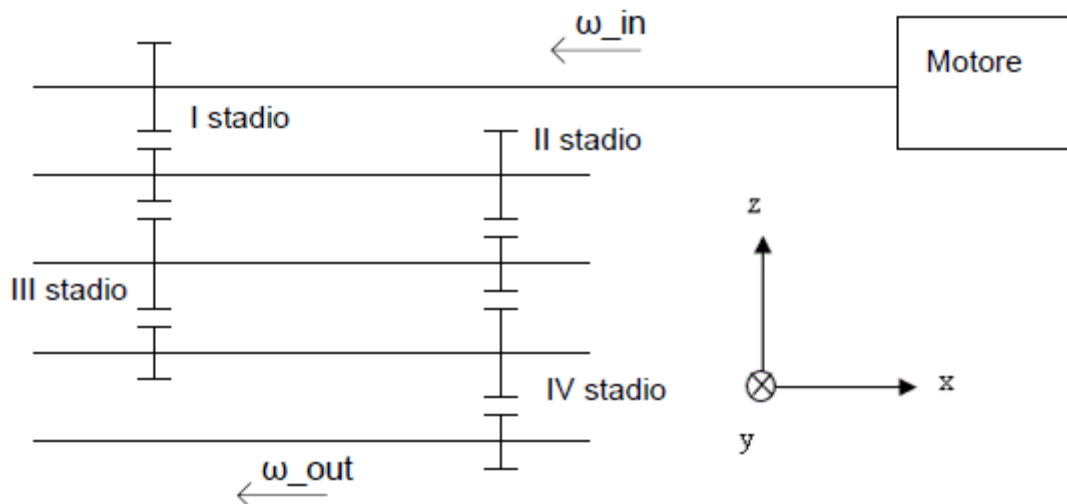 ω_in
Motore
I stadio
II stadio
z
III stadio
x
IV stadio
y
ω_out